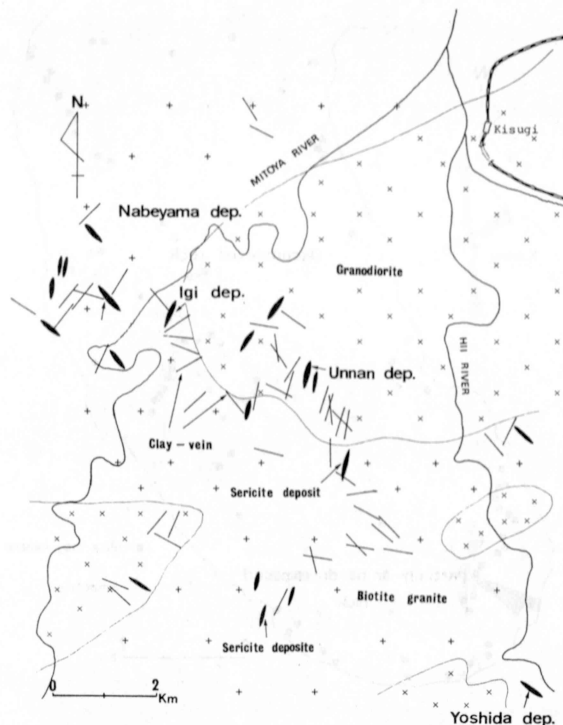 N
Kisugi
MITOYA RIVER
Nabeyama dep.
Granodiorite
Igi dep.
HII RIVER
Unnan dep.
Clay-vein
Sericite deposit
Biotite granite
Sericite deposite
0 2
Km
Yoshida dep.